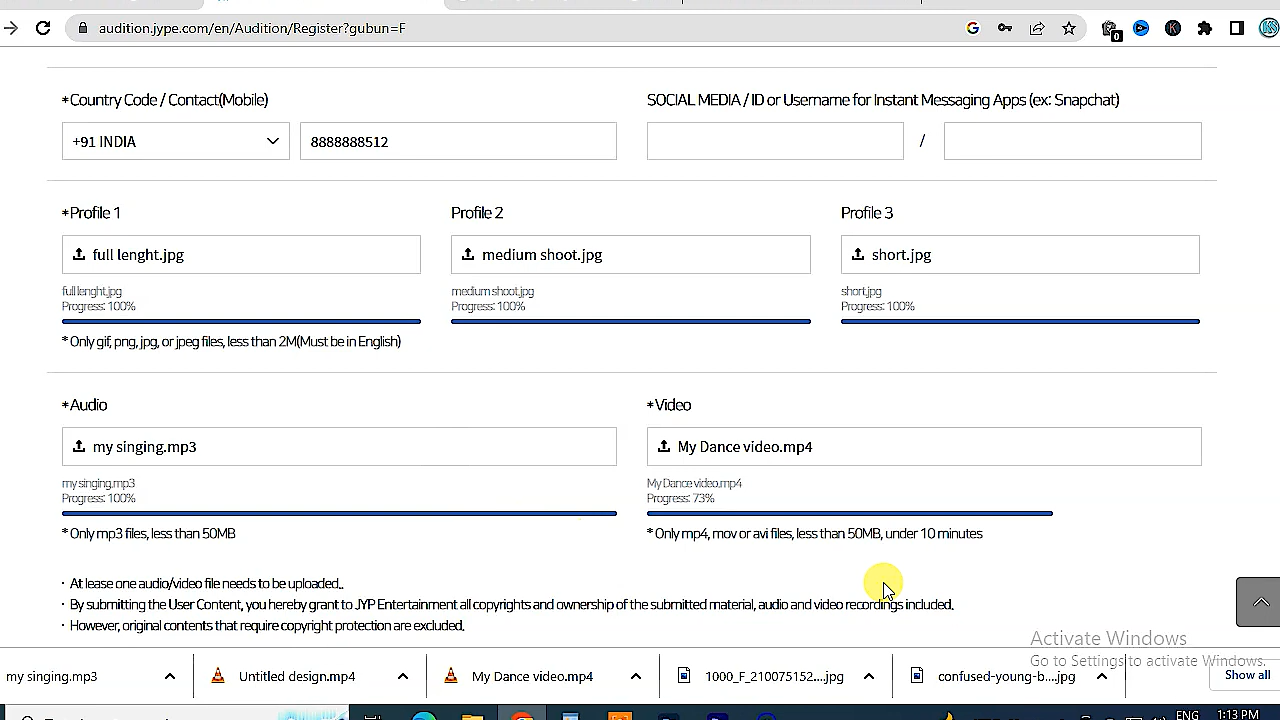 audition.jype.com/en/Audition/Register?gubun=F
0
*Country Code / Contact(Mobile)
SOCIAL MEDIA / ID or Username for Instant Messaging Apps (ex: Snapchat)
+91 INDIA
8888888512
/
*Profile 1
Profile 2
Profile 3
full lenght.jpg
medium shoot.jpg
short.jpg
full lenght.jpg
medium shoot.jpg
short.jpg
Progress: 100%
Progress: 100%
Progress: 100%
* Only gif, png, jpg, or jpeg files, less than 2M(Must be in English)
*Audio
*Video
my singing.mp3
My Dance video.mp4
my singing.mp3
My Dance video.mp4
Progress: 100%
Progress: 73%
* Only mp3 files, less than 50MB
* Only mp4, mov or avi files, less than 50MB, under 10 minutes
· At lease one audio/video file needs to be uploaded..
· By submitting the User Content, you hereby grant to JYP Entertainment all copyrights and ownership of the submitted material, audio and video recordings included.
· However, original contents that require copyright protection are excluded.
Activate Windows
Go to Settings to activate Windows.
my singing.mp3
Untitled design.mp4
My Dance video.mp4
1000_F_210075152....jpg
confused-young-b....jpg
Show all
ENG
1:13 PM